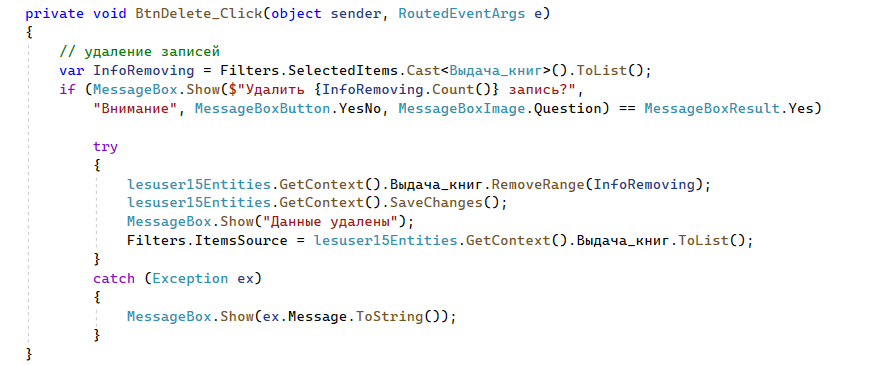 private void BtnDelete_Click(object sender, RoutedEventArgs e)
{
    // удаление записей
    var InfoRemoving = Filters.SelectedItems.Cast<Выдача_книг>().ToList();
    if (MessageBox.Show($"Удалить {InfoRemoving.Count()} запись?",
        "Внимание", MessageBoxButton.YesNo, MessageBoxImage.Question) == MessageBoxResult.Yes)

        try
        {
            lesuser15Entities.GetContext().Выдача_книг.RemoveRange(InfoRemoving);
            lesuser15Entities.GetContext().SaveChanges();
            MessageBox.Show("Данные удалены");
            Filters.ItemsSource = lesuser15Entities.GetContext().Выдача_книг.ToList();
        }
        catch (Exception ex)
        {
            MessageBox.Show(ex.Message.ToString());
        }
}